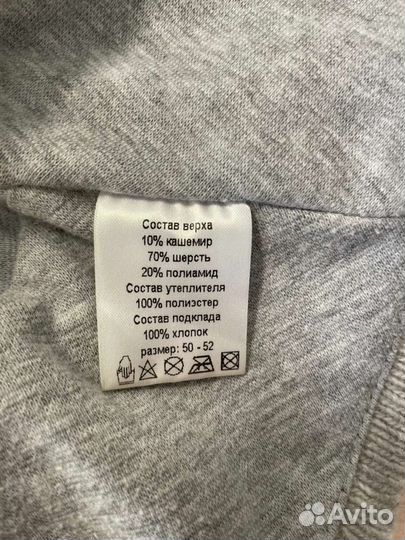 Состав верха
10% кашемир
70% шерсть
20% полиамид
Состав утеплителя
100% полиэстер
Состав подклада
100% хлопок
размер: 50 - 52
Avito